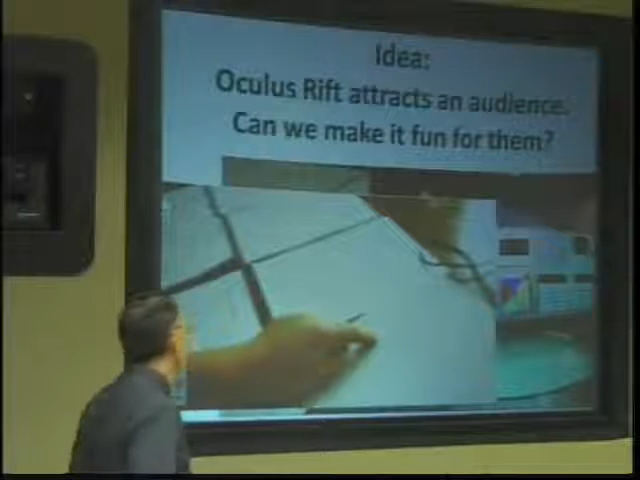 Idea:
Oculus Rift attracts an audience.
Can we make it fun for them?